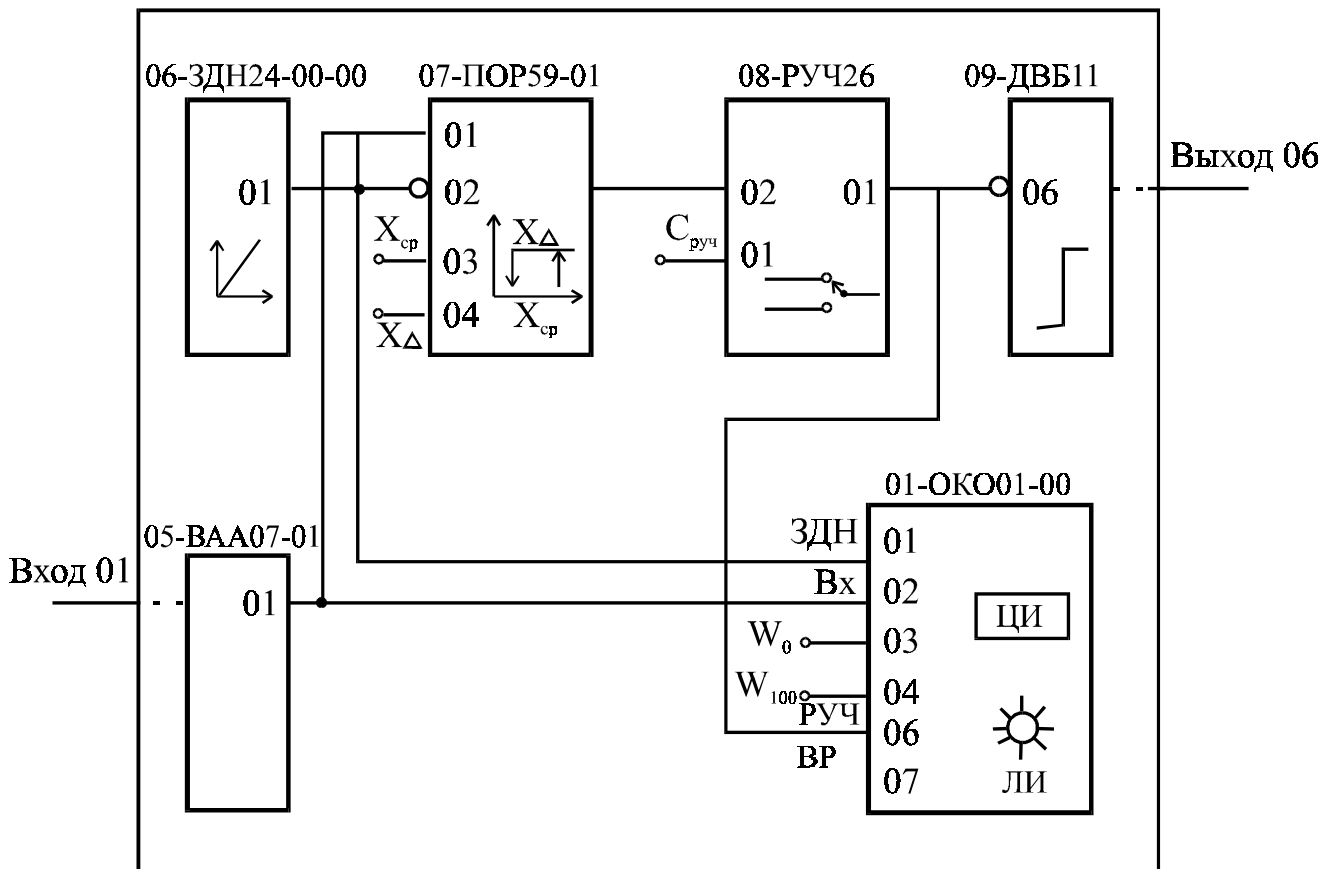 06-ЗДН24-00-00
07-ПОР59-01
08-РУЧ26
09-ДВБ11
01
01
02
03
04
Xср
XΔ
XΔ
Xср
02
01
01
Cруч
06
Выход 06
05-ВАА07-01
Вход 01
01
01-ОКО01-00
ЗДН
01
Вх
02
W0
03
W100
04
РУЧ
06
ВР
07
ЦИ
ЛИ